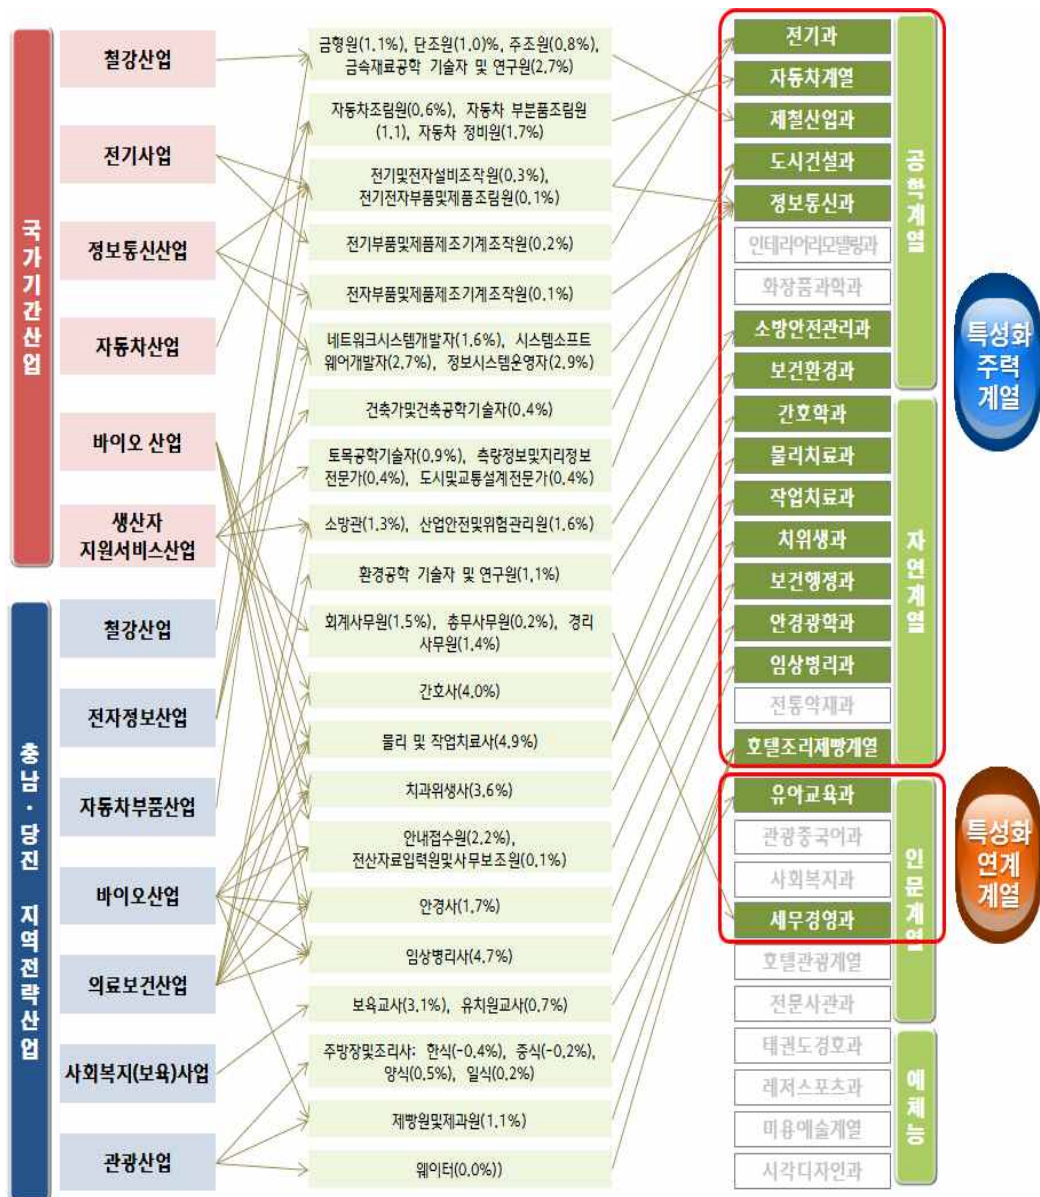 국가기간산업
철강산업
전기사업
정보통신산업
자동차산업
바이오 산업
생산자
지원서비스산업
충남·당진 지역전략산업
철강산업
전자정보산업
자동차부품산업
바이오산업
의료보건산업
사회복지(보육)사업
관광산업
금형원(1.1%), 단조원(1.0)%, 주조원(0.8%),
금속재료공학 기술자 및 연구원(2.7%)
자동차조립원(0.6%), 자동차 부분품조립원
(1.1), 자동차 정비원(1.7%)
전기및전자설비조작원(0.3%),
전기전자부품및제품조립원(0.1%)
전기부품및제품제조기계조작원(0.2%)
전자부품및제품제조기계조작원(0.1%)
네트워크시스템개발자(1.6%), 시스템소프트
웨어개발자(2.7%), 정보시스템운영자(2.9%)
건축가및건축공학기술자(0.4%)
토목공학기술자(0.9%), 측량정보및지리정보
전문가(0.4%), 도시및교통설계전문가(0.4%)
소방관(1.3%), 산업안전및위험관리원(1.6%)
환경공학 기술자 및 연구원(1.1%)
회계사무원(1.5%), 총무사무원(0.2%), 경리
사무원(1.4%)
간호사(4.0%)
물리 및 작업치료사(4.9%)
치과위생사(3.6%)
안내접수원(2.2%),
전산자료입력원및사무보조원(0.1%)
안경사(1.7%)
임상병리사(4.7%)
보육교사(3.1%), 유치원교사(0.7%)
주방장및조리사: 한식(-0.4%), 중식(-0.2%),
양식(0.5%), 일식(0.2%)
제빵원및제과원(1.1%)
웨이터(0.0%))
전기과
자동차계열
제철산업과
도시건설과
정보통신과
인테리어리모델링과
화장품과학과
소방안전관리과
보건환경과
간호학과
물리치료과
작업치료과
치위생과
보건행정과
안경광학과
임상병리과
전통약재과
호텔조리제빵계열
유아교육과
관광중국어과
사회복지과
세무경영과
호텔관광계열
전문사관과
태권도경호과
레저스포츠과
미용예술계열
시각디자인과
공학계열
자연계열
인문계열
예체능
특성화
주력
계열
특성화
연계
계열